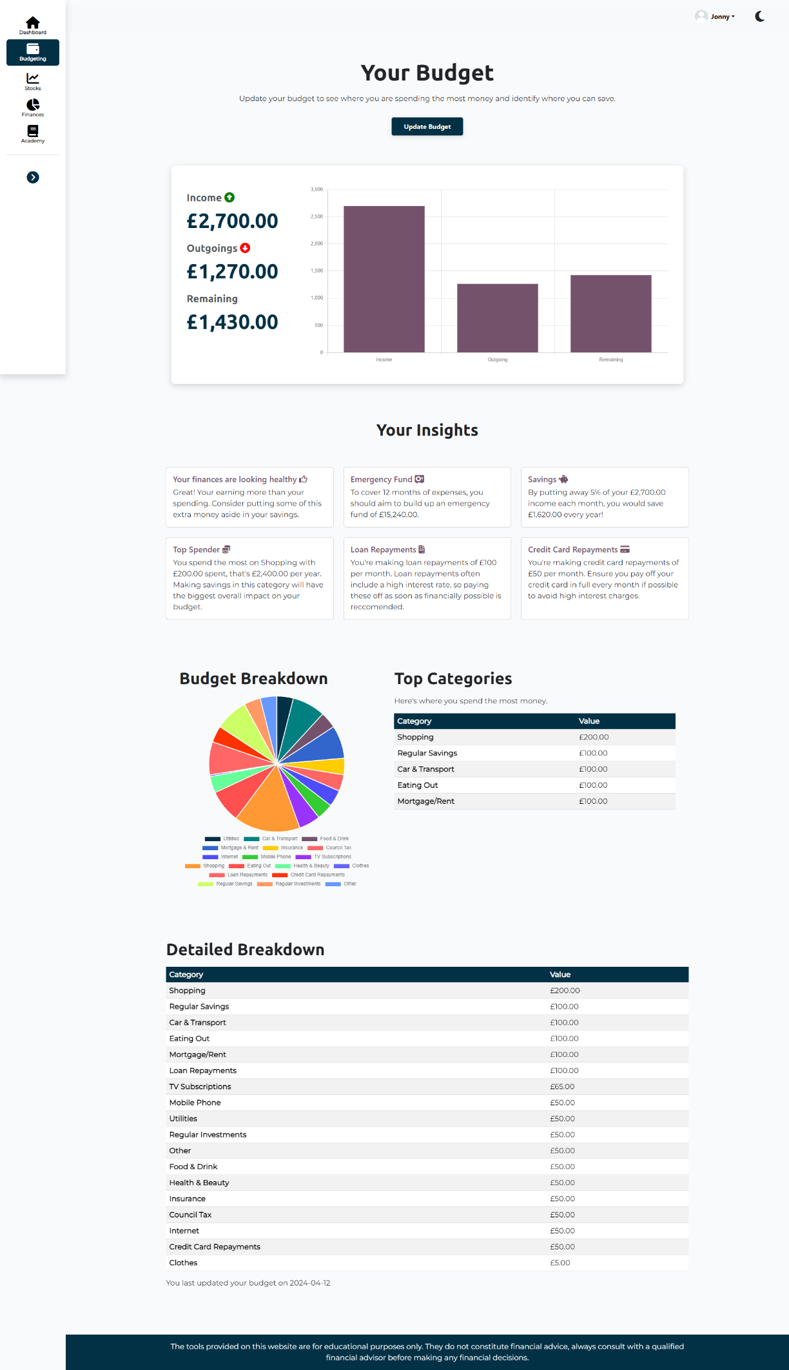 Jonny
Dashboard
Budgeting
Stocks
Finances
Academy
Your Budget
Update your budget to see where you are spending the most money and identify where you can save.
Update Budget
Income
£2,700.00
Outgoings
£1,270.00
Remaining
£1,430.00
3,000
2,500
2,000
1,500
1,000
500
0
Income
Outgoing
Remaining
Your Insights
Your finances are looking healthy
Great! Your earning more than your
spending. Consider putting some of this
extra money aside in your savings.
Emergency Fund
To cover 12 months of expenses, you
should aim to build up an emergency
fund of £15,240.00.
Savings
By putting away 5% of your £2,700.00
income each month, you would save
£1,620.00 every year!
Top Spender
You spend the most on Shopping with
£200.00 spent, that's £2,400.00 per year.
Making savings in this category will have
the biggest overall impact on your
budget.
Loan Repayments
You're making loan repayments of £100
per month. Loan repayments often
include a high interest rate, so paying
these off as soon as financially possible is
reccomended.
Credit Card Repayments
You're making credit card repayments of
£50 per month. Ensure you pay off your
credit card in full every month if possible
to avoid high interest charges.
Budget Breakdown
Utilities Car & Transport Food & Drink
Mortgage & Rent Insurance Council Tax
Internet Mobile Phone TV Subscriptions
Shopping Eating Out Health & Beauty Clothes
Loan Repayments Credit Card Repayments
Regular Savings Regular Investments Other
Top Categories
Here's where you spend the most money.
Category Value
Shopping £200.00
Regular Savings £100.00
Car & Transport £100.00
Eating Out £100.00
Mortgage/Rent £100.00
Detailed Breakdown
Category Value
Shopping £200.00
Regular Savings £100.00
Car & Transport £100.00
Eating Out £100.00
Mortgage/Rent £100.00
Loan Repayments £100.00
TV Subscriptions £65.00
Mobile Phone £50.00
Utilities £50.00
Regular Investments £50.00
Other £50.00
Food & Drink £50.00
Health & Beauty £50.00
Insurance £50.00
Council Tax £50.00
Internet £50.00
Credit Card Repayments £50.00
Clothes £5.00
You last updated your budget on 2024-04-12
The tools provided on this website are for educational purposes only. They do not constitute financial advice, always consult with a qualified
financial advisor before making any financial decisions.